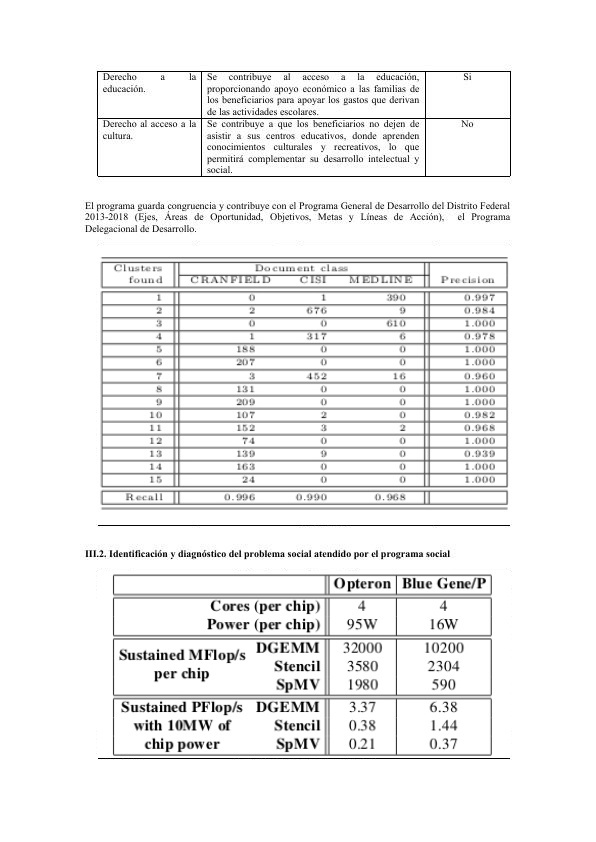 Derecho a la Se contribuye al acceso a la educación, Si
educación. proporcionando apoyo económico a las familias de
los beneficiarios para apoyar los gastos que derivan
de las actividades escolares.
Derecho al acceso a la Se contribuye a que los beneficiarios no dejen de No
cultura. asistir a sus centros educativos, donde aprenden
conocimientos culturales y recreativos, lo que
permitirá complementar su desarrollo intelectual y
social.
El programa guarda congruencia y contribuye con el Programa General de Desarrollo del Distrito Federal
2013-2018 (Ejes, Áreas de Oportunidad, Objetivos, Metas y Líneas de Acción), el Programa
Delegacional de Desarrollo.
Clusters Document class
found CRANFIELD CISI MEDLINE Precision
1 0 1 390 0.997
2 2 676 9 0.984
3 0 0 610 1.000
4 1 317 6 0.978
5 188 0 0 1.000
6 207 0 0 1.000
7 3 452 16 0.960
8 131 0 0 1.000
9 209 0 0 1.000
10 107 2 0 0.982
11 152 3 2 0.968
12 74 0 0 1.000
13 139 9 0 0.939
14 163 0 0 1.000
15 24 0 0 1.000
Recall 0.996 0.990 0.968
III.2. Identificación y diagnóstico del problema social atendido por el programa social
Opteron Blue Gene/P
Cores (per chip) 4 4
Power (per chip) 95W 16W
Sustained MFlop/s DGEMM 32000 10200
per chip Stencil 3580 2304
SpMV 1980 590
Sustained PFlop/s DGEMM 3.37 6.38
with 10MW of Stencil 0.38 1.44
chip power SpMV 0.21 0.37